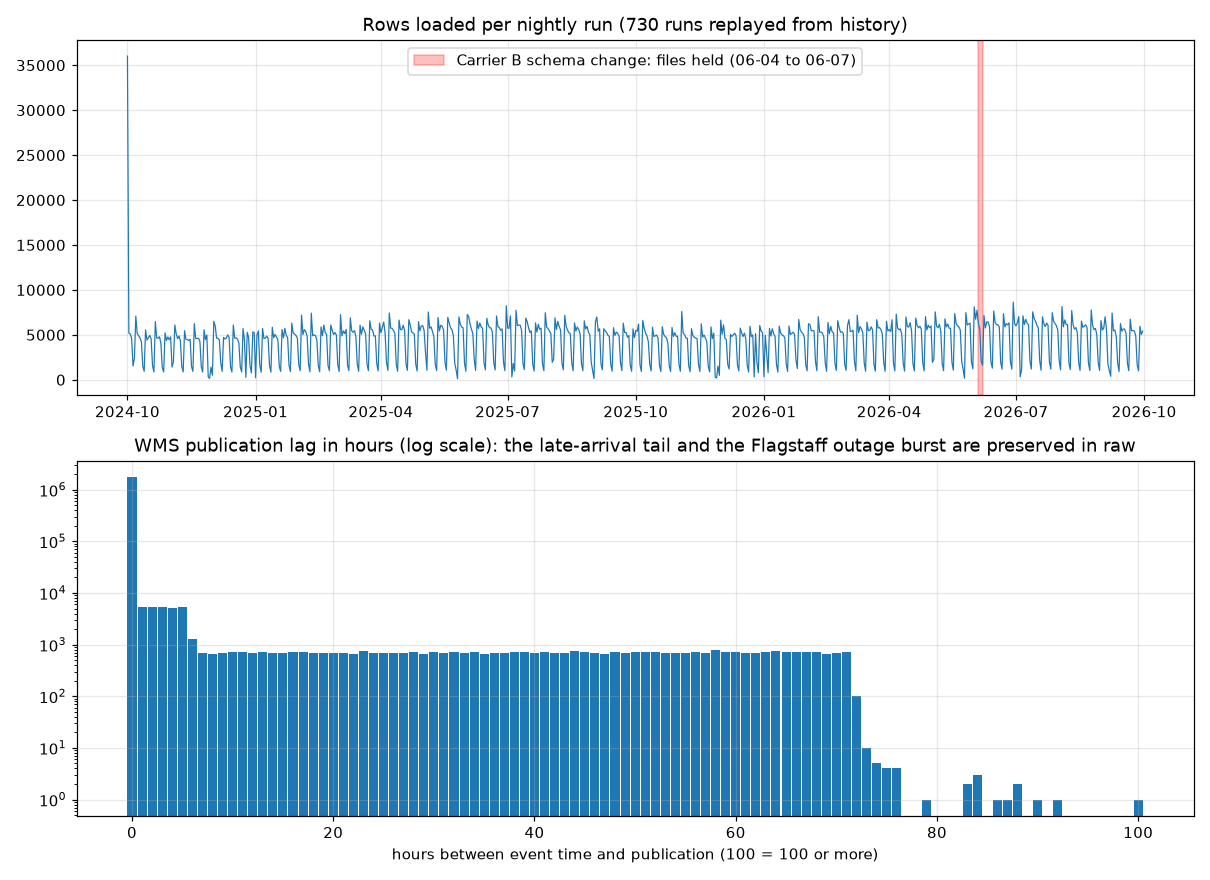 Rows loaded per nightly run (730 runs replayed from history)
Carrier B schema change: files held (06-04 to 06-07)
35000
30000
25000
20000
15000
10000
5000
0
2024-10 2025-01 2025-04 2025-07 2025-10 2026-01 2026-04 2026-07 2026-10
WMS publication lag in hours (log scale): the late-arrival tail and the Flagstaff outage burst are preserved in raw
10⁶
10⁵
10⁴
10³
10²
10¹
10⁰
0 20 40 60 80 100
hours between event time and publication (100 = 100 or more)